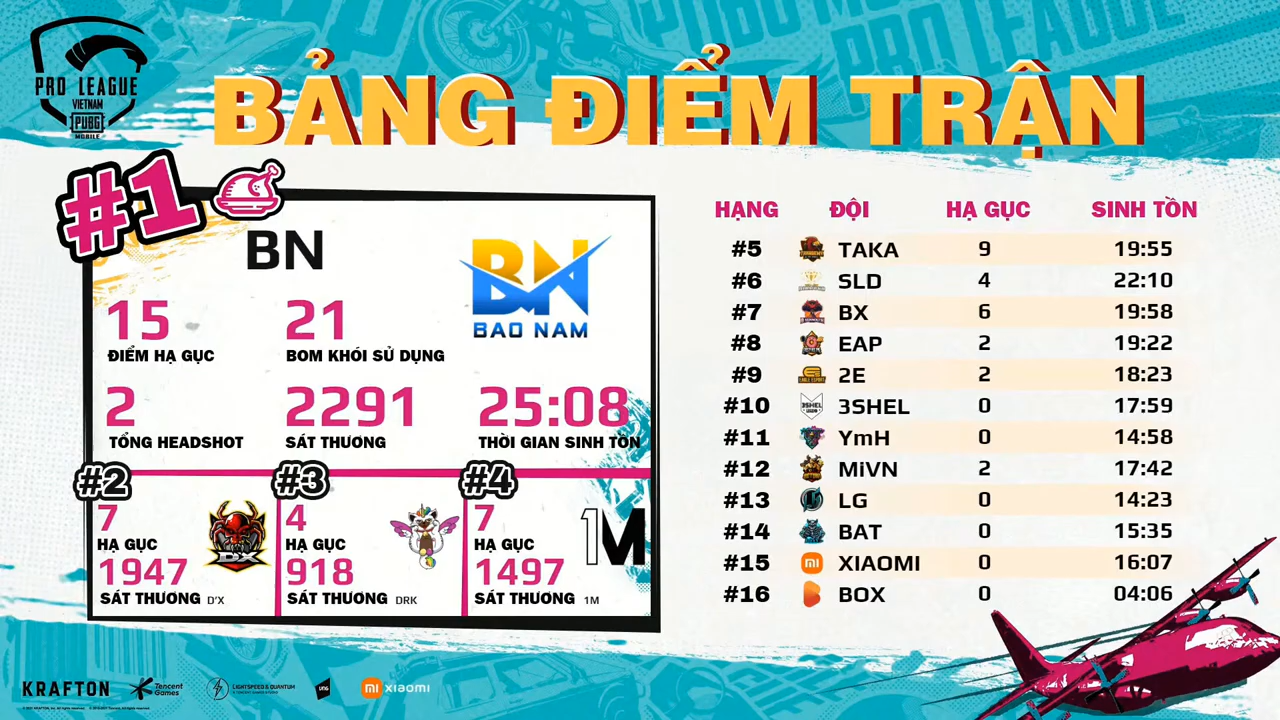 PRO LEAGUE
VIETNAM
PUBG
MOBILE
BẢNG ĐIỂM TRẬN
#1
BN
BN
BAO NAM
15
ĐIỂM HẠ GỤC
21
BOM KHÓI SỬ DỤNG
2
TỔNG HEADSHOT
2291
SÁT THƯƠNG
25:08
THỜI GIAN SINH TỒN
#2
7
HẠ GỤC
1947
SÁT THƯƠNG D'X
DX
#3
4
HẠ GỤC
918
SÁT THƯƠNG DRK
#4
7
HẠ GỤC
1497
SÁT THƯƠNG 1M
1M
HẠNG ĐỘI HẠ GỤC SINH TỒN
#5 TAKA 9 19:55
#6 SLD 4 22:10
#7 BX 6 19:58
#8 EAP 2 19:22
#9 2E 2 18:23
#10 3SHEL 0 17:59
#11 YmH 0 14:58
#12 MiVN 2 17:42
#13 LG 0 14:23
#14 BAT 0 15:35
#15 XIAOMI 0 16:07
#16 BOX 0 04:06
KRAFTON
Tencent Games
LIGHTSPEED & QUANTUM
VNG
xiaomi